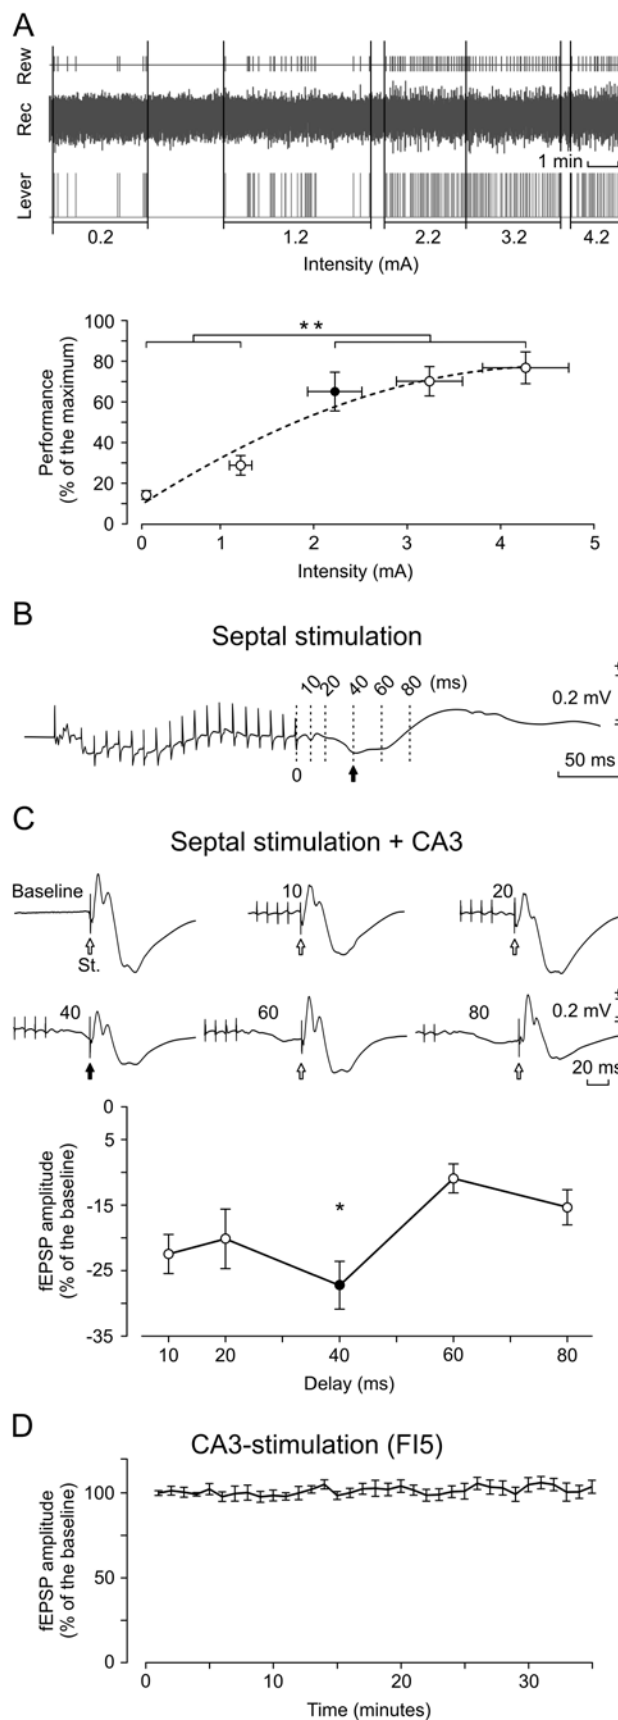 A
Rew
Rec
Lever
1 min
0.2
1.2
2.2
3.2
4.2
Intensity (mA)
Performance
(% of the maximum)
100
80
60
40
20
0
**
0
1
2
3
4
5
Intensity (mA)
B
Septal stimulation
10
20
40
60
80
(ms)
0
0.2 mV
50 ms
C
Septal stimulation + CA3
Baseline
St.
10
20
40
60
80
0.2 mV
20 ms
fEPSP amplitude
(% of the baseline)
0
5
-15
-25
-35
*
10
20
40
60
80
Delay (ms)
D
CA3-stimulation (FI5)
fEPSP amplitude
(% of the baseline)
100
50
0
0
10
20
30
Time (minutes)